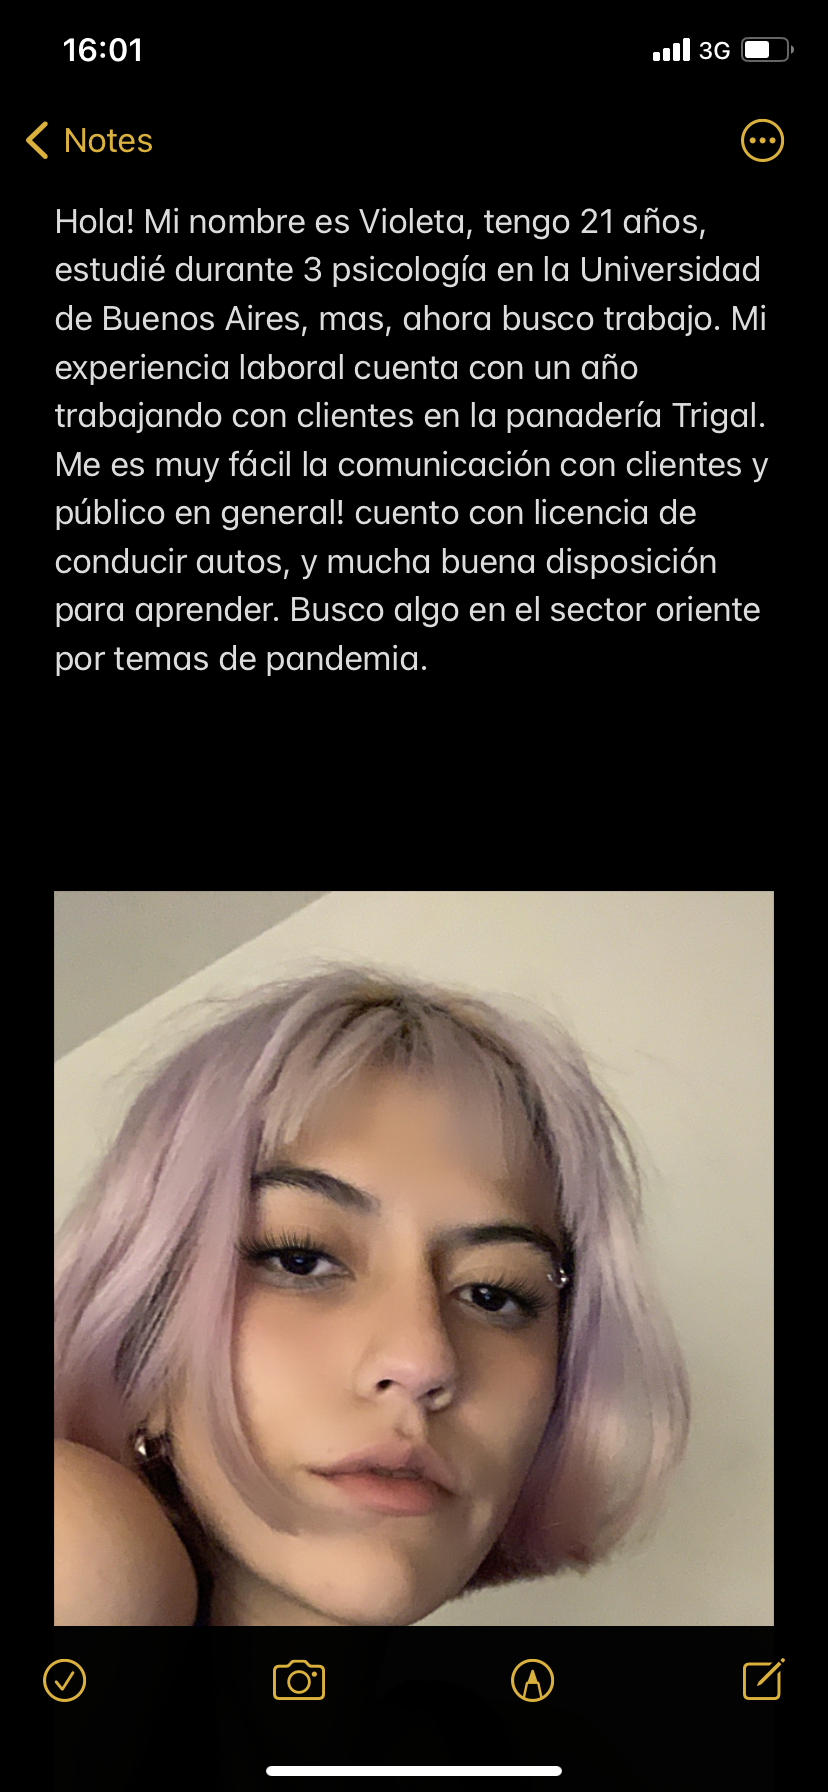 16:01
3G
Notes
Hola! Mi nombre es Violeta, tengo 21 años,
estudié durante 3 psicología en la Universidad
de Buenos Aires, mas, ahora busco trabajo. Mi
experiencia laboral cuenta con un año
trabajando con clientes en la panadería Trigal.
Me es muy fácil la comunicación con clientes y
público en general! cuento con licencia de
conducir autos, y mucha buena disposición
para aprender. Busco algo en el sector oriente
por temas de pandemia.